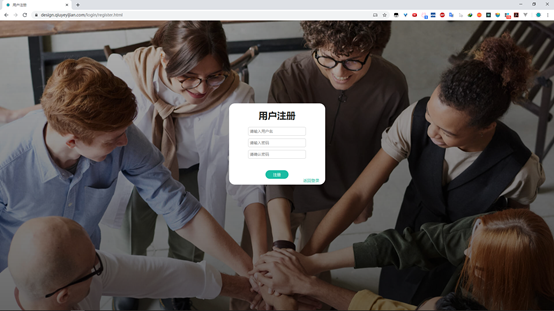 用户注册
design.qiuyeyijian.com/login/register.html
用户注册
请输入用户名
请输入密码
请确认密码
注册
返回登录